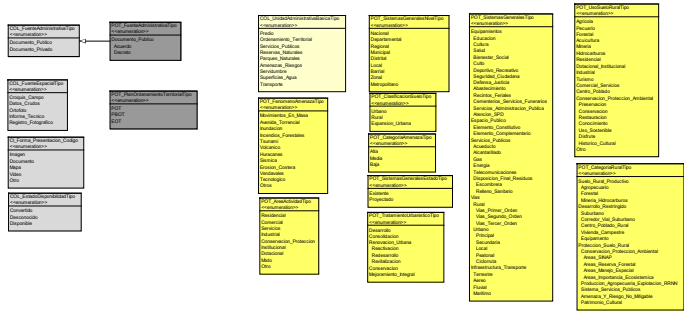 COL_FuenteAdministrativaTipo
<<enumeration>>
Documento_Publico
Documento_Privado
POT_FuenteAdministrativaTipo
<<enumeration>>
Documento_Publico
Acuerdo
Decreto
COL_FuenteEspacialTipo
<<enumeration>>
Croquis_Campo
Datos_Crudos
Ortofoto
Informe_Tecnico
Registro_Fotografico
POT_PlanOrdenamientoTerritorialTipo
<<enumeration>>
POT
PBOT
EOT
CI_Forma_Presentacion_Codigo
<<enumeration>>
Imagen
Documento
Mapa
Video
Otro
COL_EstadoDisponibilidadTipo
<<enumeration>>
Convertido
Desconocido
Disponible
COL_UnidadAdministrativaBasicaTipo
<<enumeration>>
Predio
Ordenamiento_Territorial
Servicios_Publicos
Reservas_Naturales
Parques_Naturales
Amenazas_Riesgos
Servidumbre
Superficies_Agua
Transporte
POT_FenomenoAmenazaTipo
<<enumeration>>
Movimientos_En_Masa
Avenida_Torrencial
Inundacion
Incendios_Forestales
Tsunami
Volcanico
Huracanes
Sismica
Erosion_Costera
Vendavales
Tecnologico
Otros
POT_AreaActividadTipo
<<enumeration>>
Residencial
Comercial
Servicios
Industrial
Conservacion_Proteccion
Institucional
Dotacional
Mixto
Otro
POT_SistemasGeneralesNivelTipo
<<enumeration>>
Nacional
Departamental
Regional
Municipal
Distrital
Local
Barrial
Zonal
Metropolitano
POT_ClasificacionSueloTipo
<<enumeration>>
Urbano
Rural
Expansion_Urbana
POT_CategoriaAmenazaTipo
<<enumeration>>
Alta
Media
Baja
POT_SistemasGeneralesEstadoTipo
<<enumeration>>
Existente
Proyectado
POT_TratamientoUrbanisticoTipo
<<enumeration>>
Desarrollo
Consolidacion
Renovacion_Urbana
Reactivacion
Redesarrollo
Revitalizacion
Conservacion
Mejoramiento_Integral
POT_SistemasGeneralesTipo
<<enumeration>>
Equipamientos
Educacion
Cultura
Salud
Bienestar_Social
Culto
Deportivo_Recreativo
Seguridad_Ciudadana
Defensa_Justicia
Abastecimiento
Recintos_Feriales
Cementerios_Servicios_Funerarios
Servicios_Administracion_Publica
Atencion_SPD
Espacio_Publico
Elemento_Constitutivo
Elemento_Complementario
Servicios_Publicos
Acueducto
Alcantarillado
Gas
Energia
Telecomunicaciones
Disposicion_Final_Residuos
Escombrera
Relleno_Sanitario
Vias
Rural
Vias_Primer_Orden
Vias_Segundo_Orden
Vias_Tercer_Orden
Urbano
Principal
Secundaria
Local
Peatonal
Cicloruta
Infraestructura_Transporte
Terrestre
Aereo
Fluvial
Maritimo
POT_UsoSueloRuralTipo
<<enumeration>>
Agricola
Pecuario
Forestal
Acuicultura
Mineria
Hidrocarburos
Residencial
Dotacional_Institucional
Industrial
Turismo
Comercial_Servicios
Centro_Poblado
Conservacion_Proteccion_Ambiental
Preservacion
Conservacion
Restauracion
Conocimiento
Uso_Sostenible
Disfrute
Historico_Cultural
Otro
POT_CategoriaRuralTipo
<<enumeration>>
Suelo_Rural_Productivo
Agropecuario
Forestal
Mineria_Hidrocarburos
Desarrollo_Restringido
Suburbano
Corredor_Vial_Suburbano
Centro_Poblado_Rural
Vivienda_Campestre
Equipamento
Proteccion_Suelo_Rural
Conservacion_Proteccion_Ambiental
Areas_SINAP
Areas_Reserva_Forestal
Areas_Manejo_Especial
Areas_Importancia_Ecosistemica
Produccion_Agropecuaria_Explotacion_RRNN
Sistema_Servicios_Publicos
Amenaza_Y_Riesgo_No_Mitigable
Patrimonio_Cultural